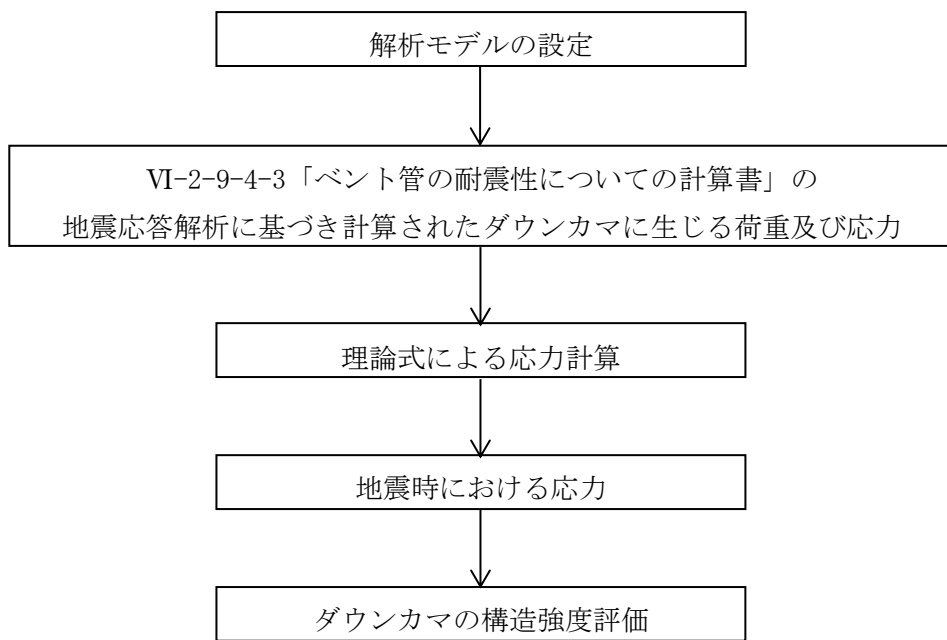 解析モデルの設定
Ⅵ-2-9-4-3「ベント管の耐震性についての計算書」の
地震応答解析に基づき計算されたダウンカマに生じる荷重及び応力
理論式による応力計算
地震時における応力
ダウンカマの構造強度評価